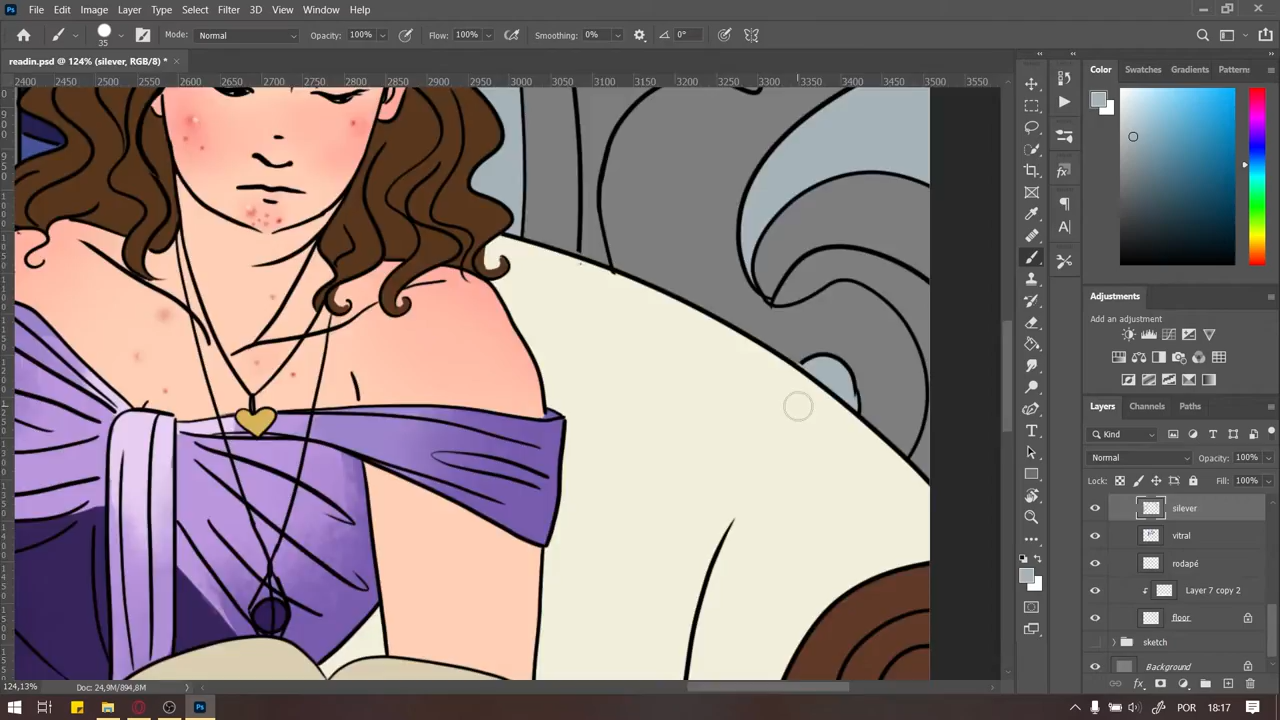 Ps File Edit Image Layer Type Select Filter 3D View Window Help
35 Mode: Normal Opacity: 100% Flow: 100% Smoothing: 0% 0°
readin.psd @ 124% (silever, RGB/8) * ×
2400 2450 2500 2550 2600 2650 2700 2750 2800 2850 2900 2950 3000 3050 3100 3150 3200 3250 3300 3350 3400 3450 3500 3550
Color Swatches Gradients Patterns
Adjustments
Add an adjustment
Layers Channels Paths
Kind
Normal Opacity: 100%
Lock: Fill: 100%
silever
vitral
rodapé
Layer 7 copy 2
floor
sketch
Background
124,13% Doc: 24,9M/894,8M
Ps POR 18:17